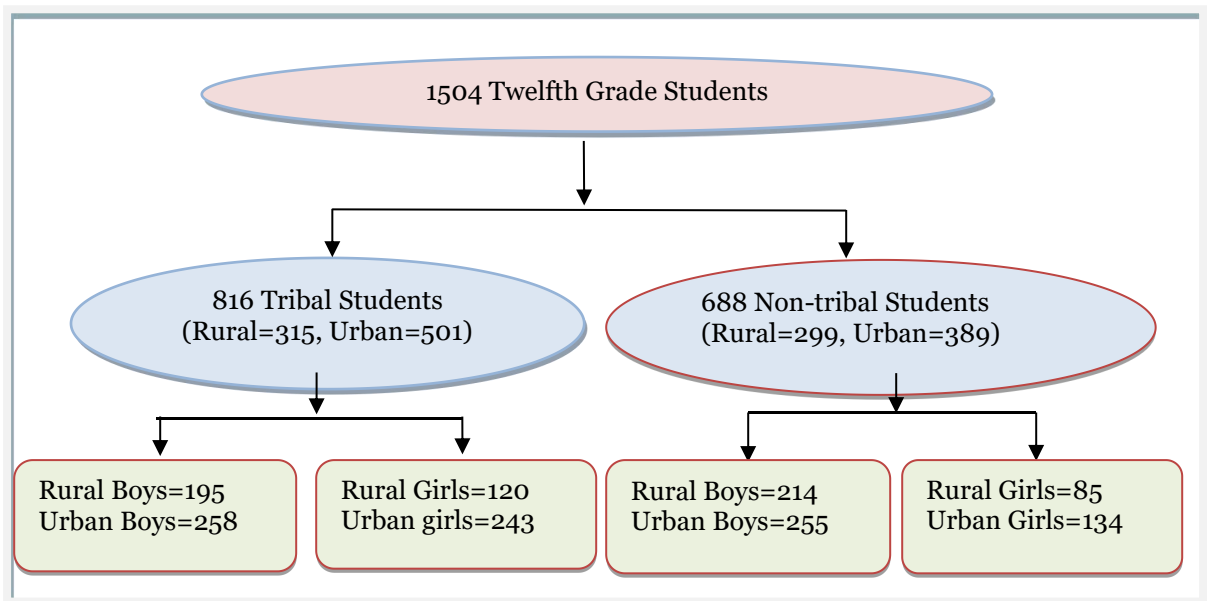 1504 Twelfth Grade Students
816 Tribal Students
(Rural=315, Urban=501)
688 Non-tribal Students
(Rural=299, Urban=389)
Rural Boys=195
Urban Boys=258
Rural Girls=120
Urban girls=243
Rural Boys=214
Urban Boys=255
Rural Girls=85
Urban Girls=134